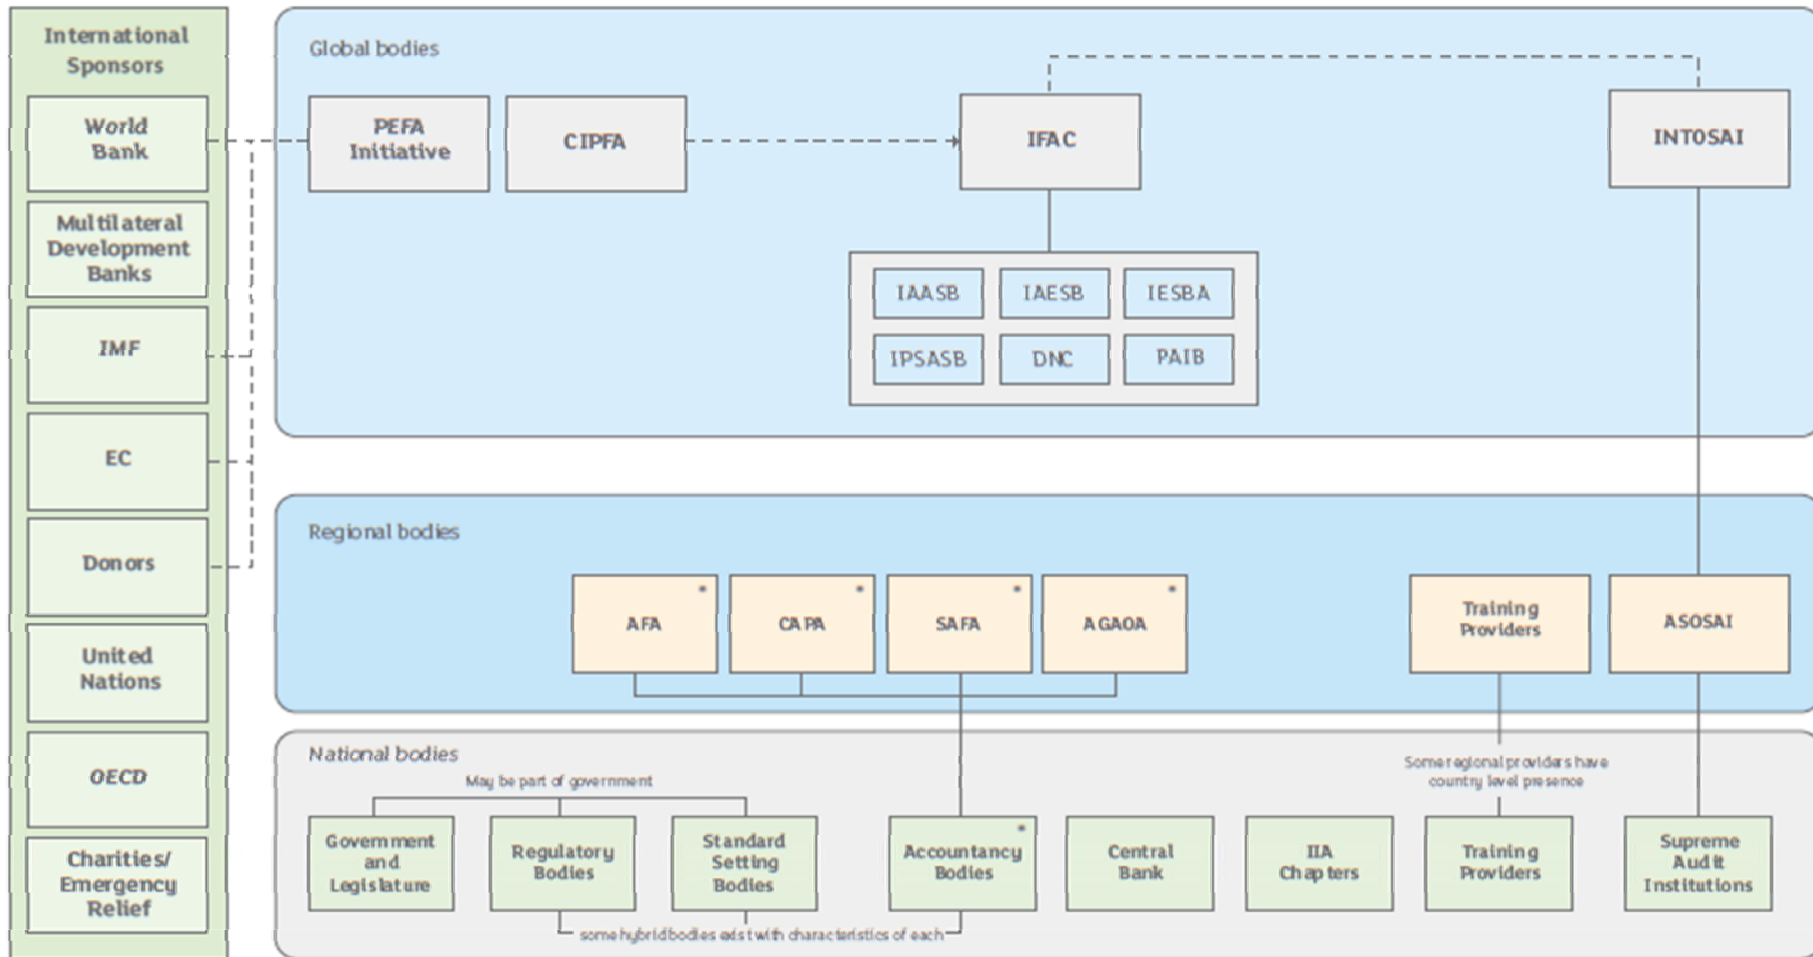 International
Sponsors
World
Bank
Multilateral
Development
Banks
IMF
EC
Donors
United
Nations
OECD
Charities/
Emergency
Relief
Global bodies
PEFA
Initiative
CIPFA
IFAC
INTOSAI
IAASB
IAESB
IESBA
IPSASB
DNC
PAIB
Regional bodies
AFA *
CAPA *
SAFA *
AGAOA *
Training
Providers
ASOSAI
National bodies
May be part of government
Some regional providers have
country level presence
Government
and
Legislature
Regulatory
Bodies
Standard
Setting
Bodies
Accountancy *
Bodies
Central
Bank
IIA
Chapters
Training
Providers
Supreme
Audit
Institutions
some hybrid bodies exist with characteristics of each